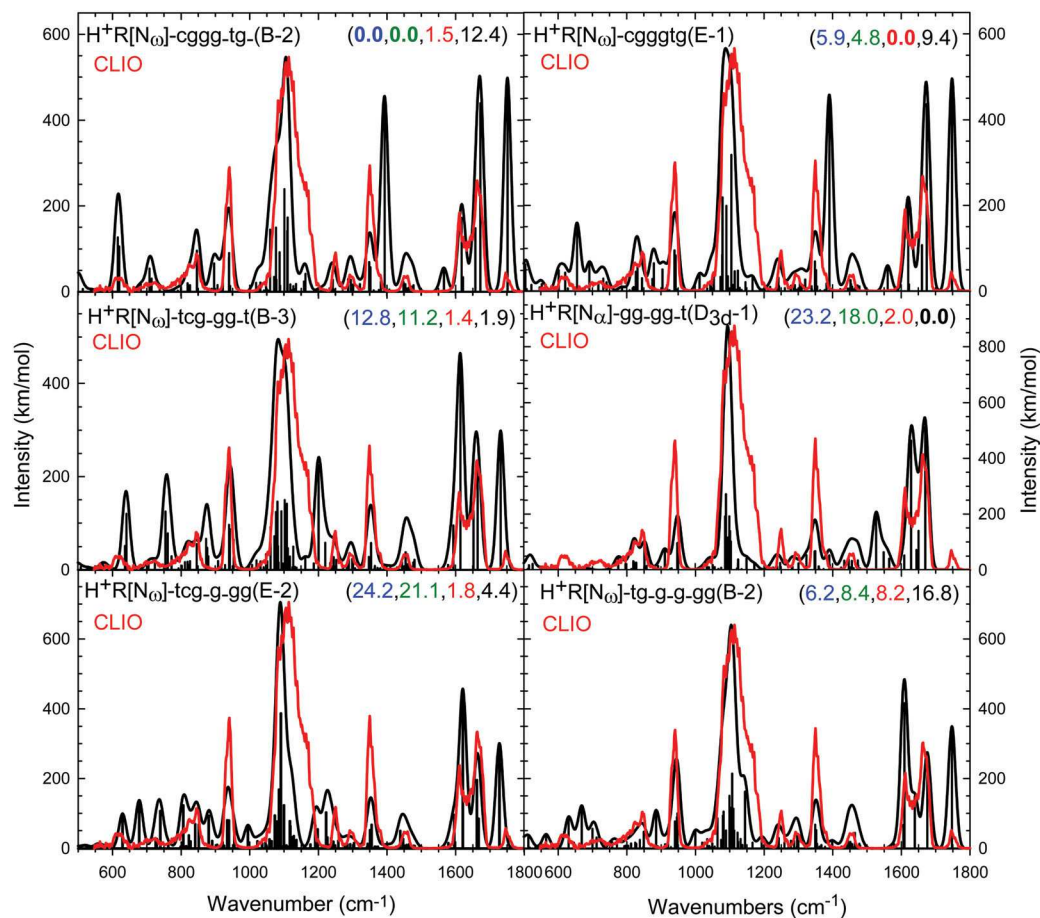 H⁺R[Nω]-cggg-tg-(B-2) (0.0,0.0,1.5,12.4)
CLIO
H⁺R[Nω]-cgggtg(E-1) (5.9,4.8,0.0,9.4)
CLIO
600
400
200
0
600
500
400
300
200
100
0
H⁺R[Nω]-tcg-gg-t(B-3) (12.8,11.2,1.4,1.9)
CLIO
H⁺R[Nα]-gg-gg-t(D3d-1) (23.2,18.0,2.0,0.0)
CLIO
400
200
0
800
600
400
200
0
H⁺R[Nω]-tcg-g-gg(E-2) (24.2,21.1,1.8,4.4)
CLIO
H⁺R[Nω]-tg-g-g-gg(B-2) (6.2,8.4,8.2,16.8)
CLIO
600
400
200
0
600
400
200
0
Intensity (km/mol)
Intensity (km/mol)
600 800 1000 1200 1400 1600 1800 600 800 1000 1200 1400 1600 1800
Wavenumber (cm⁻¹)
Wavenumbers (cm⁻¹)